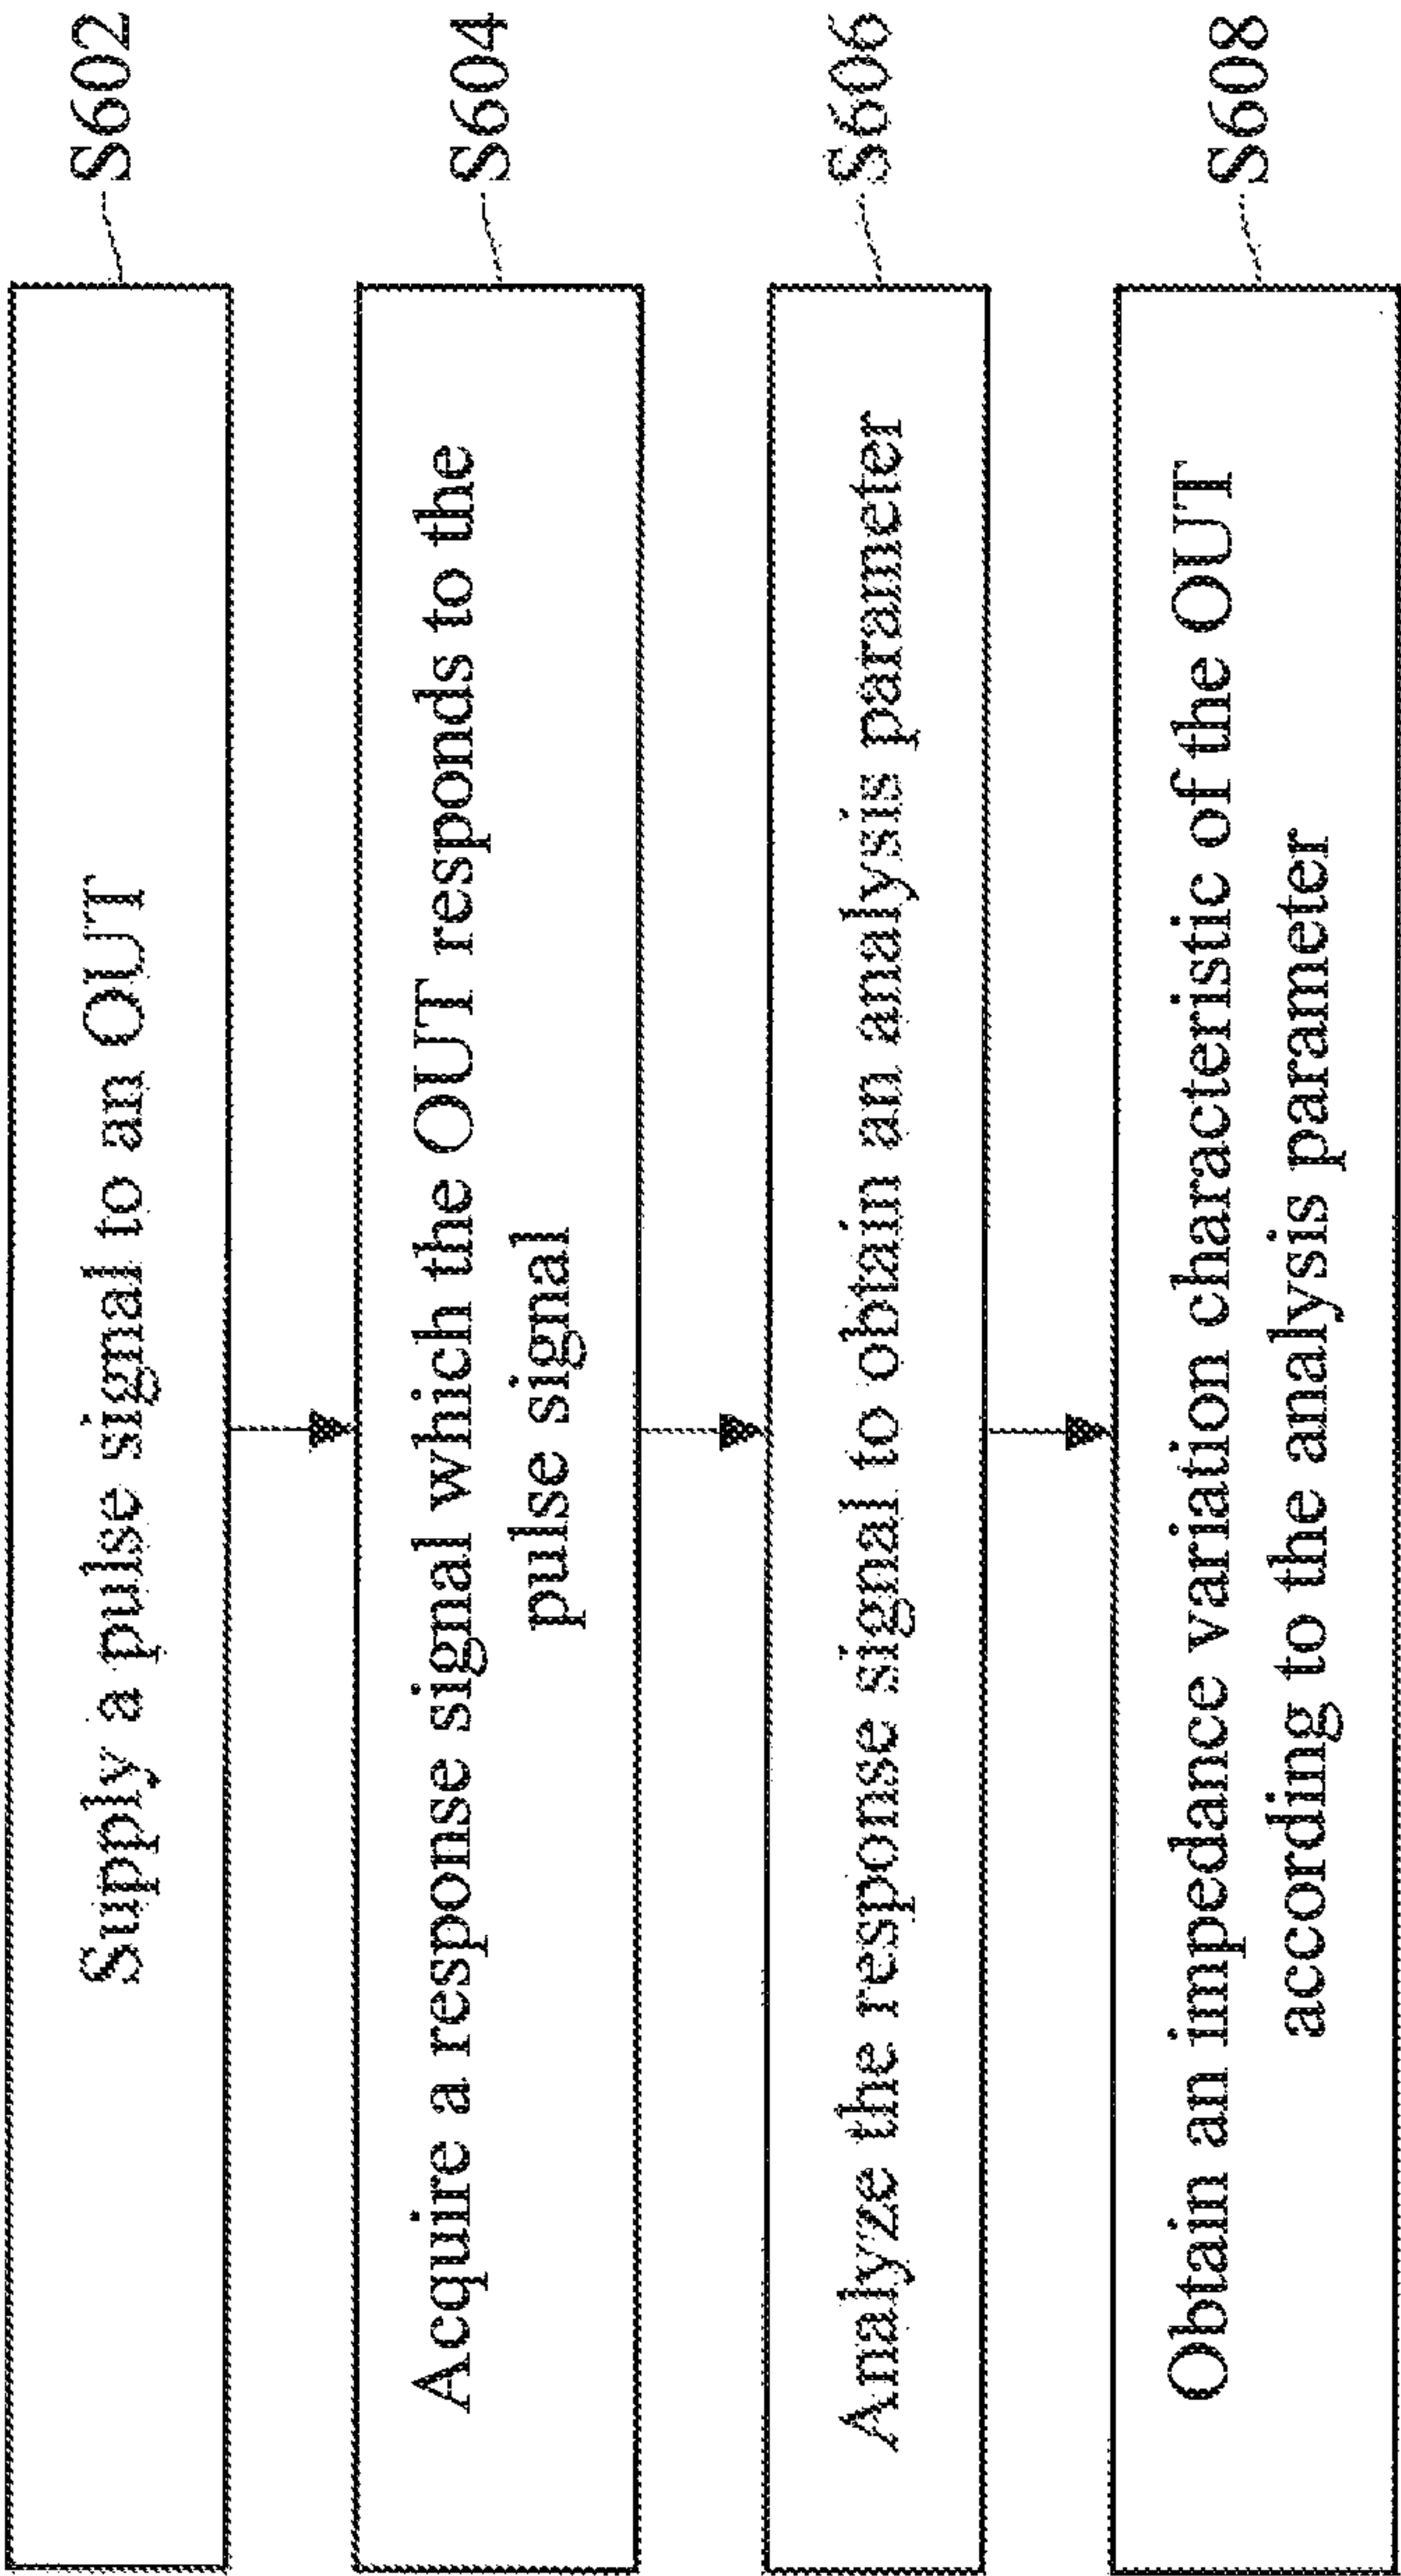 Supply a pulse signal to an OUT
S602
Acquire a response signal which the OUT responds to the
pulse signal
S604
Analyze the response signal to obtain an analysis parameter
S606
Obtain an impedance variation characteristic of the OUT
according to the analysis parameter
S608